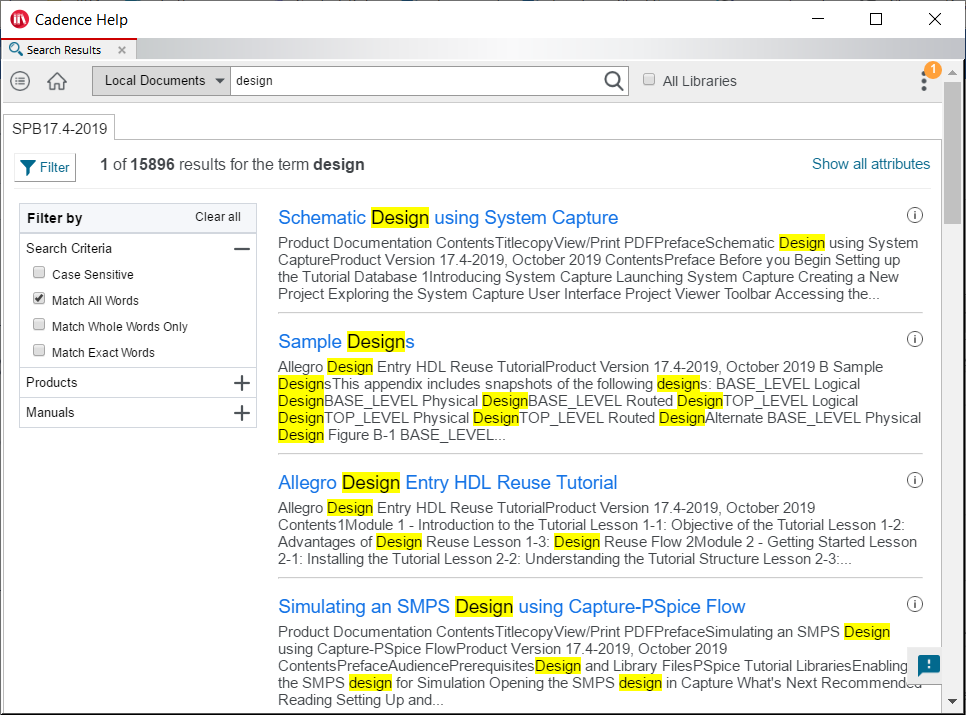 Cadence Help
Search Results
Local Documents
design
All Libraries
1
SPB17.4-2019
Filter
1 of 15896 results for the term design
Show all attributes
Filter by
Clear all
Search Criteria
Case Sensitive
Match All Words
Match Whole Words Only
Match Exact Words
Products
Manuals
Schematic Design using System Capture
Product Documentation ContentsTitlecopyView/Print PDFPrefaceSchematic Design using System
CaptureProduct Version 17.4-2019, October 2019 ContentsPreface Before you Begin Setting up
the Tutorial Database 1Introducing System Capture Launching System Capture Creating a New
Project Exploring the System Capture User Interface Project Viewer Toolbar Accessing the...
Sample Designs
Allegro Design Entry HDL Reuse TutorialProduct Version 17.4-2019, October 2019 B Sample
DesignsThis appendix includes snapshots of the following designs: BASE_LEVEL Logical
DesignBASE_LEVEL Physical DesignBASE_LEVEL Routed DesignTOP_LEVEL Logical
DesignTOP_LEVEL Physical DesignTOP_LEVEL Routed DesignAlternate BASE_LEVEL Physical
Design Figure B-1 BASE_LEVEL...
Allegro Design Entry HDL Reuse Tutorial
Allegro Design Entry HDL Reuse TutorialProduct Version 17.4-2019, October 2019
Contents1Module 1 - Introduction to the Tutorial Lesson 1-1: Objective of the Tutorial Lesson 1-2:
Advantages of Design Reuse Lesson 1-3: Design Reuse Flow 2Module 2 - Getting Started Lesson
2-1: Installing the Tutorial Lesson 2-2: Understanding the Tutorial Structure Lesson 2-3:...
Simulating an SMPS Design using Capture-PSpice Flow
Product Documentation ContentsTitlecopyView/Print PDFPrefaceSimulating an SMPS Design
using Capture-PSpice FlowProduct Version 17.4-2019, October 2019
ContentsPrefaceAudiencePrerequisitesDesign and Library FilesPSpice Tutorial LibrariesEnabling
the SMPS design for Simulation Opening the SMPS design in Capture What's Next Recommended
Reading Setting Up and...